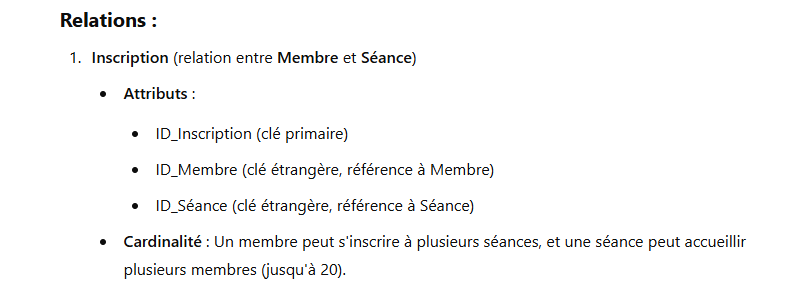 Relations :
1. Inscription (relation entre Membre et Séance)
• Attributs :
• ID_Inscription (clé primaire)
• ID_Membre (clé étrangère, référence à Membre)
• ID_Séance (clé étrangère, référence à Séance)
• Cardinalité : Un membre peut s'inscrire à plusieurs séances, et une séance peut accueillir
plusieurs membres (jusqu'à 20).